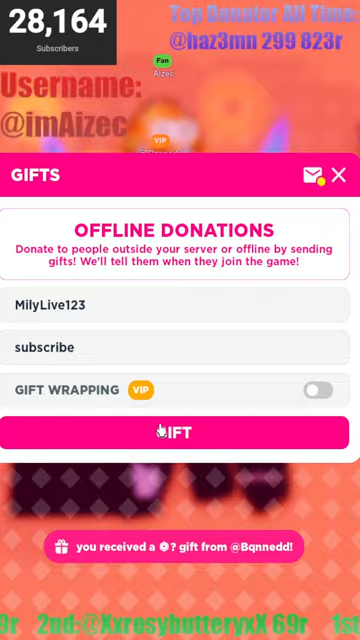 28,164
Subscribers
Top Donator All Time:
@haz3mn 299 823r
Fan
Aizec
Username:
@imAizec
VIP
GIFTS
OFFLINE DONATIONS
Donate to people outside your server or offline by sending
gifts! We'll tell them when they join the game!
MilyLive123
subscribe
GIFT WRAPPING VIP
GIFT
you received a ? gift from @Bqnnedd!
9r 2nd:@XxrosybutteryxX 69r 1st